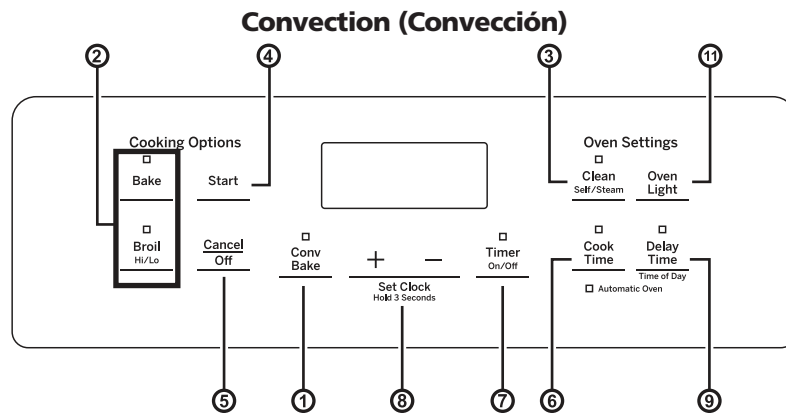 Convection (Convección)
2
4
3
11
Cooking Options
Oven Settings
Bake
Start
Clean
Self/Steam
Oven
Light
Broil
Hi/Lo
Cancel
Off
Conv
Bake
+ −
Set Clock
Hold 3 Seconds
Timer
On/Off
Cook
Time
Delay
Time
Time of Day
Automatic Oven
5
1
8
7
6
9